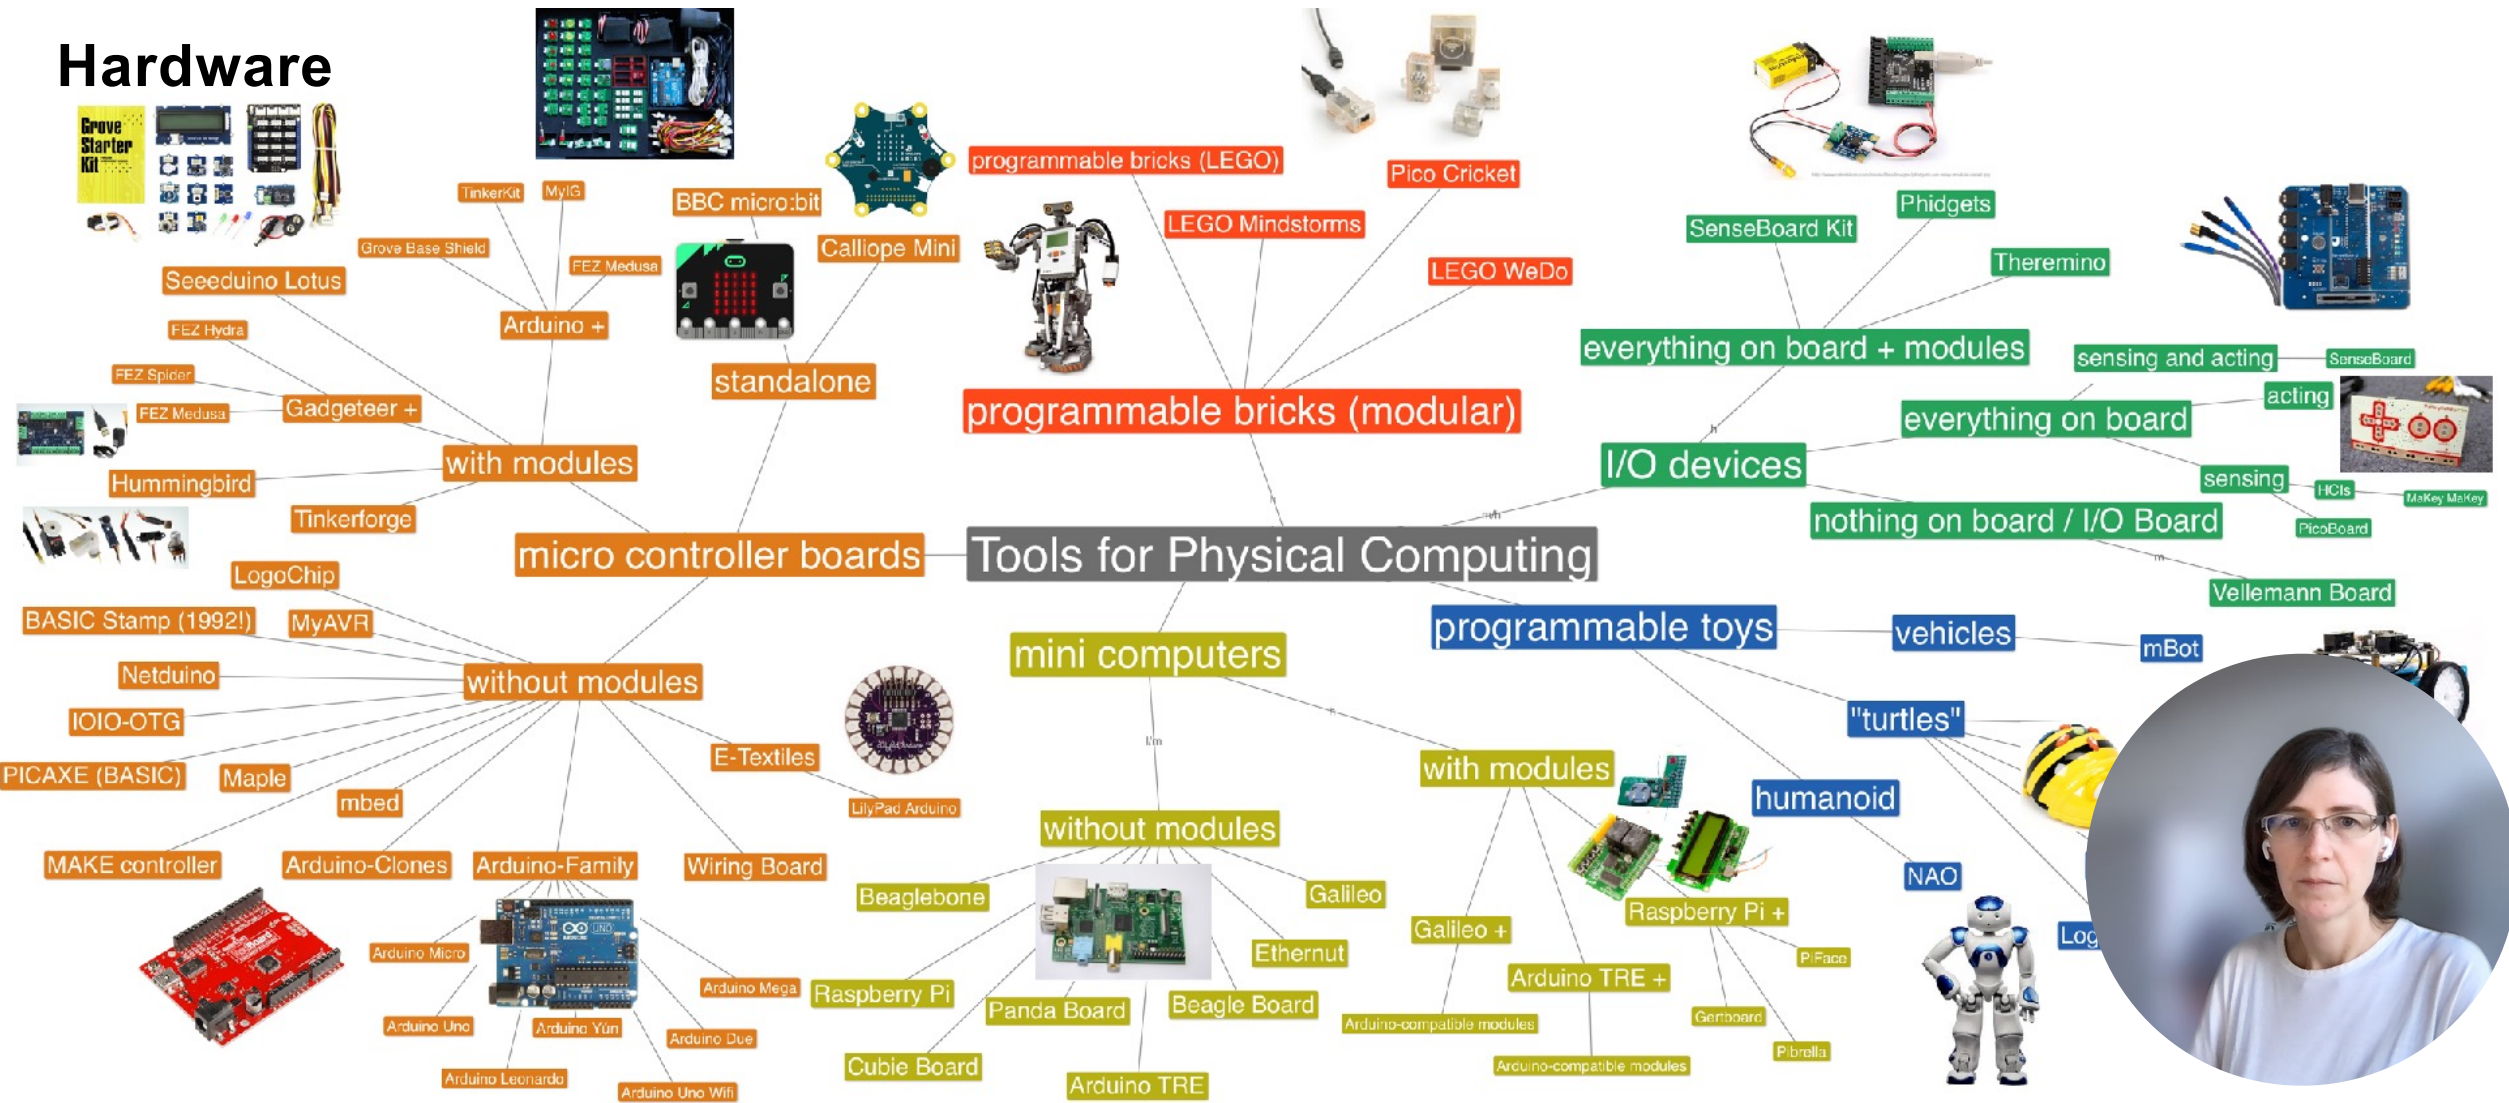 Hardware
Grove
Starter
Kit
TinkerKit
MyIG
Grove Base Shield
FEZ Medusa
Arduino +
Seeeduino Lotus
FEZ Hydra
FEZ Spider
FEZ Medusa
Gadgeteer +
with modules
Hummingbird
Tinkerforge
BBC micro:bit
Calliope Mini
standalone
micro controller boards
LogoChip
BASIC Stamp (1992!)
MyAVR
Netduino
without modules
IOIO-OTG
PICAXE (BASIC)
Maple
mbed
E-Textiles
LilyPad Arduino
MAKE controller
Arduino-Clones
Arduino-Family
Wiring Board
UNO
Arduino Micro
Arduino Mega
Arduino Uno
Arduino Yún
Arduino Due
Arduino Leonardo
Arduino Uno Wifi
programmable bricks (LEGO)
Pico Cricket
LEGO Mindstorms
LEGO WeDo
programmable bricks (modular)
Tools for Physical Computing
SenseBoard Kit
Phidgets
Theremino
everything on board + modules
sensing and acting
SenseBoard
acting
everything on board
h
I/O devices
sensing
HCIs
MaKey MaKey
PicoBoard
m/h
nothing on board / I/O Board
m
Vellemann Board
programmable toys
vehicles
mBot
"turtles"
humanoid
NAO
Log
mini computers
l/m
with modules
without modules
Beaglebone
Galileo
Ethernut
Raspberry Pi
Panda Board
Beagle Board
Cubie Board
Arduino TRE
Galileo +
Raspberry Pi +
PiFace
Arduino TRE +
Gertboard
Arduino-compatible modules
Pibrella
Arduino-compatible modules